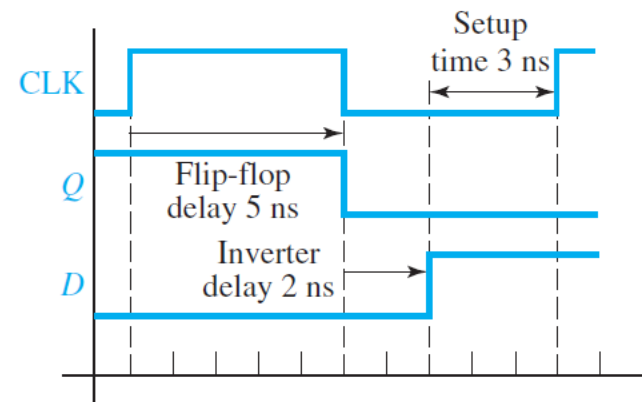 Setup
time 3 ns
CLK
Q
Flip-flop
delay 5 ns
Inverter
delay 2 ns
D